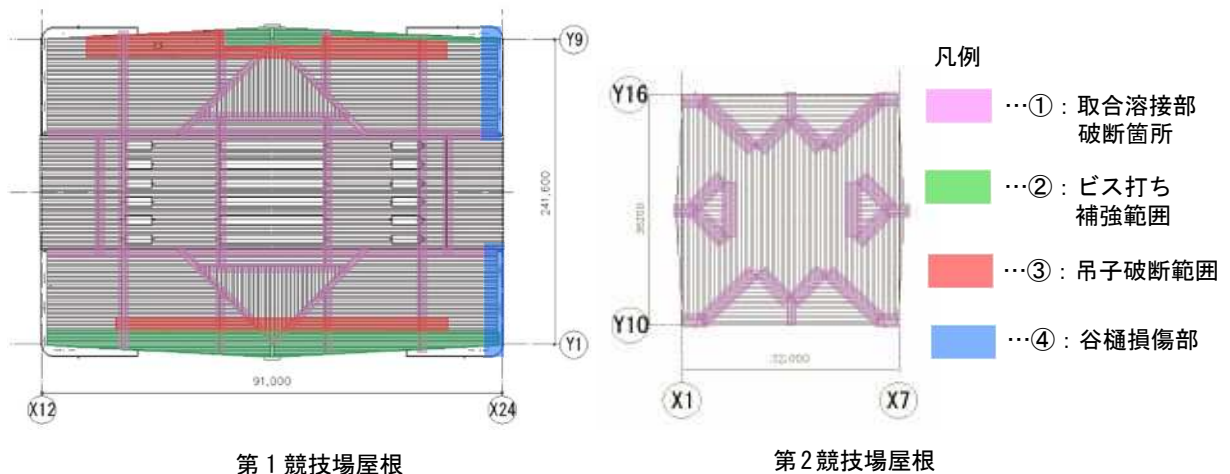 Y9
241,600
Y1
91,000
X12
X24
第1競技場屋根
Y16
Y10
32,000
X1
X7
第2競技場屋根
凡例
…①：取合溶接部
破断箇所
…②：ビス打ち
補強範囲
…③：吊子破断範囲
…④：谷樋損傷部